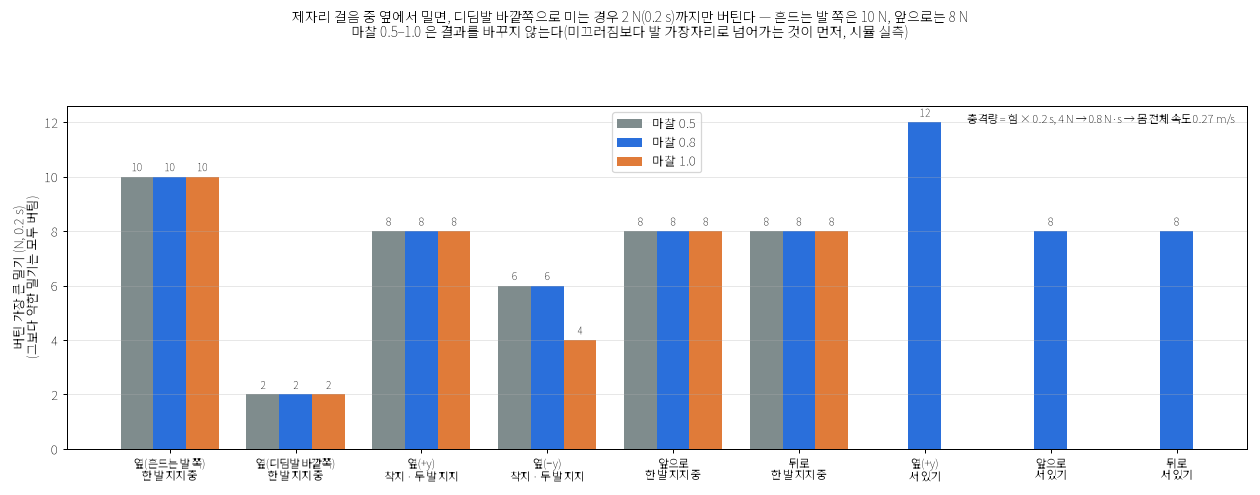 제자리 걸음 중 옆에서 밀면, 디딤발 바깥쪽으로 미는 경우 2 N(0.2 s)까지만 버틴다 — 흔드는 발 쪽은 10 N, 앞으로는 8 N
마찰 0.5–1.0 은 결과를 바꾸지 않는다(미끄러짐보다 발 가장자리로 넘어가는 것이 먼저, 시뮬 실측)
버틴 가장 큰 밀기 (N, 0.2 s)
(그보다 약한 밀기는 모두 버팀)
12
10
8
6
4
2
0
마찰 0.5
마찰 0.8
마찰 1.0
충격량 = 힘 × 0.2 s, 4 N → 0.8 N·s → 몸 전체 속도 0.27 m/s
10 10 10
2 2 2
8 8 8
6 6 4
8 8 8
8 8 8
12
8
8
옆(흔드는 발 쪽)
한 발 지지 중
옆(디딤발 바깥쪽)
한 발 지지 중
옆(+y)
착지 · 두 발 지지
옆(−y)
착지 · 두 발 지지
앞으로
한 발 지지 중
뒤로
한 발 지지 중
옆(+y)
서 있기
앞으로
서 있기
뒤로
서 있기